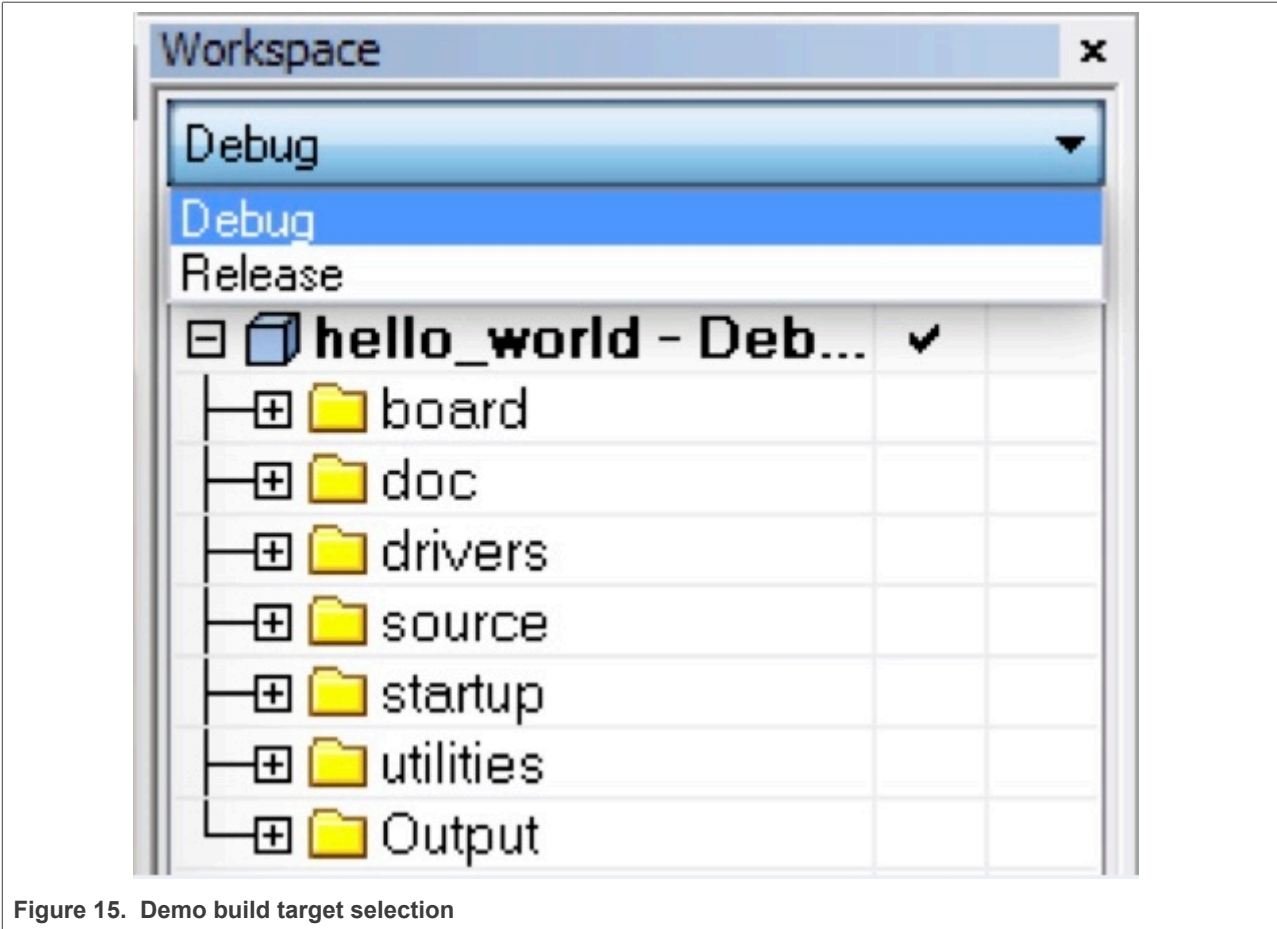 Workspace
Debug
Debug
Release
hello_world - Deb...
board
doc
drivers
source
startup
utilities
Output
Figure 15. Demo build target selection